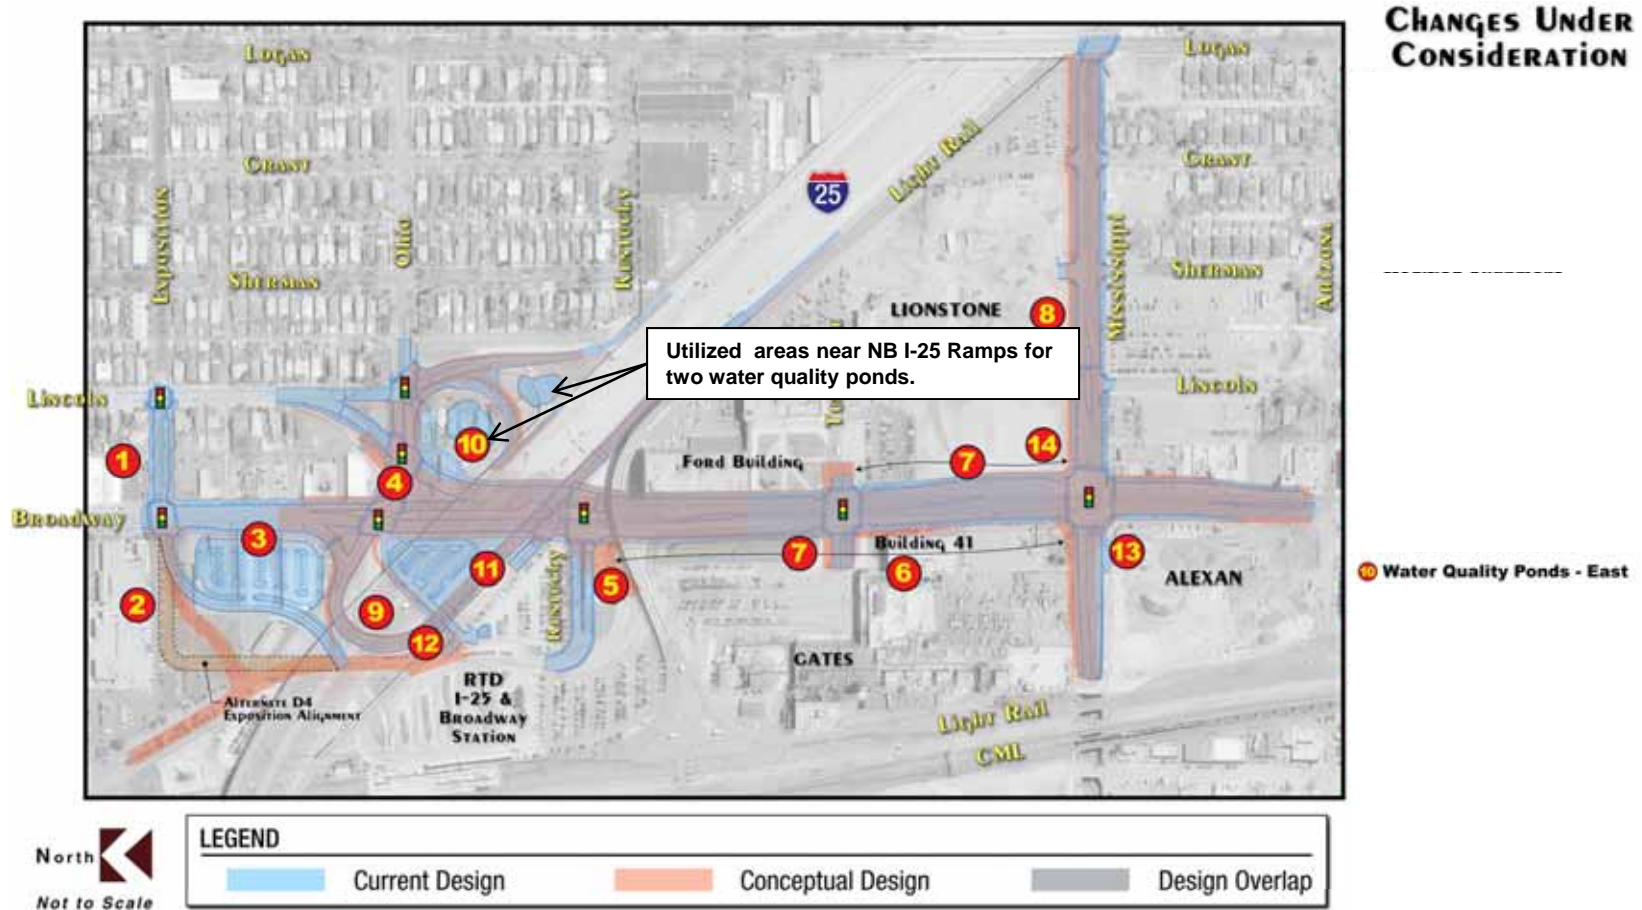 Changes Under
Consideration
Logan
Logan
Light Rail
Grant
Grant
25
Exposition
Ohio
Kentucky
Mississippi
Arizona
Sherman
Sherman
LIONSTONE
8
Utilized areas near NB I-25 Ramps for
two water quality ponds.
Lincoln
Lincoln
1
10
4
Ford Building
7
14
Broadway
3
11
7
Building 41
6
13
ALEXAN
10 Water Quality Ponds - East
2
9
12
Kentucky
5
GATES
RTD
I-25 &
Broadway
Station
Alternate D4
Exposition Alignment
Light Rail
CML
North
Not to Scale
LEGEND
Current Design
Conceptual Design
Design Overlap